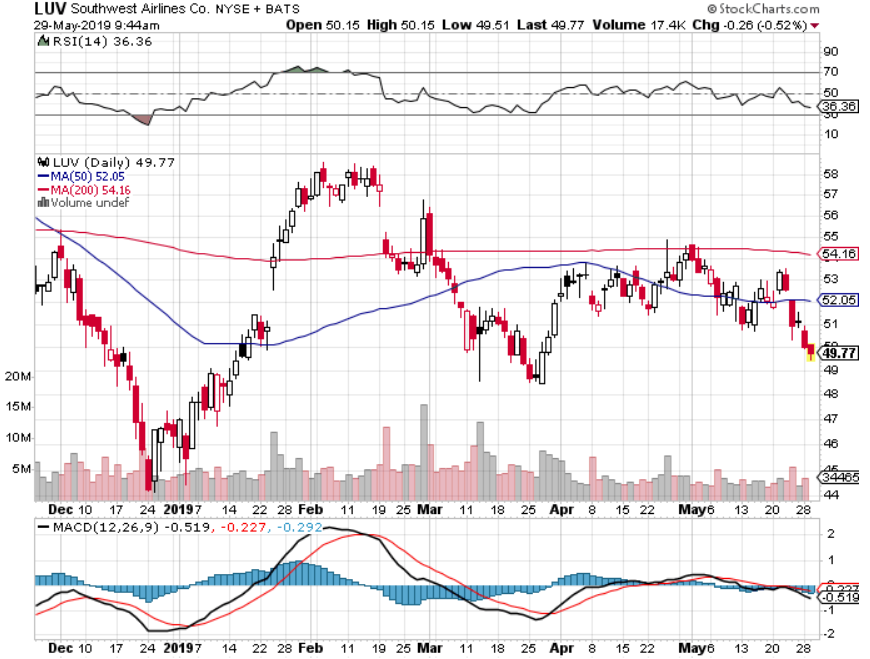 LUV Southwest Airlines Co. NYSE + BATS © StockCharts.com
29-May-2019 9:44am Open 50.15 High 50.15 Low 49.51 Last 49.77 Volume 17.4K Chg -0.26 (-0.52%)
RSI(14) 36.36
90
70
50
36.36
30
10
LUV (Daily) 49.77
MA(50) 52.05
MA(200) 54.16
Volume undef
58
57
56
55
54.16
53
52.05
51
50
49.77
49
48
47
46
45
44
20M
15M
10M
5M
34465
Dec 10 17 24 2019 7 14 22 28 Feb 11 19 25 Mar 11 18 25 Apr 8 15 22 May 6 13 20 28
MACD(12,26,9) -0.519, -0.227, -0.292
2
1
0
-0.227
-0.519
-1
-2
Dec 10 17 24 2019 7 14 22 28 Feb 11 19 25 Mar 11 18 25 Apr 8 15 22 May 6 13 20 28